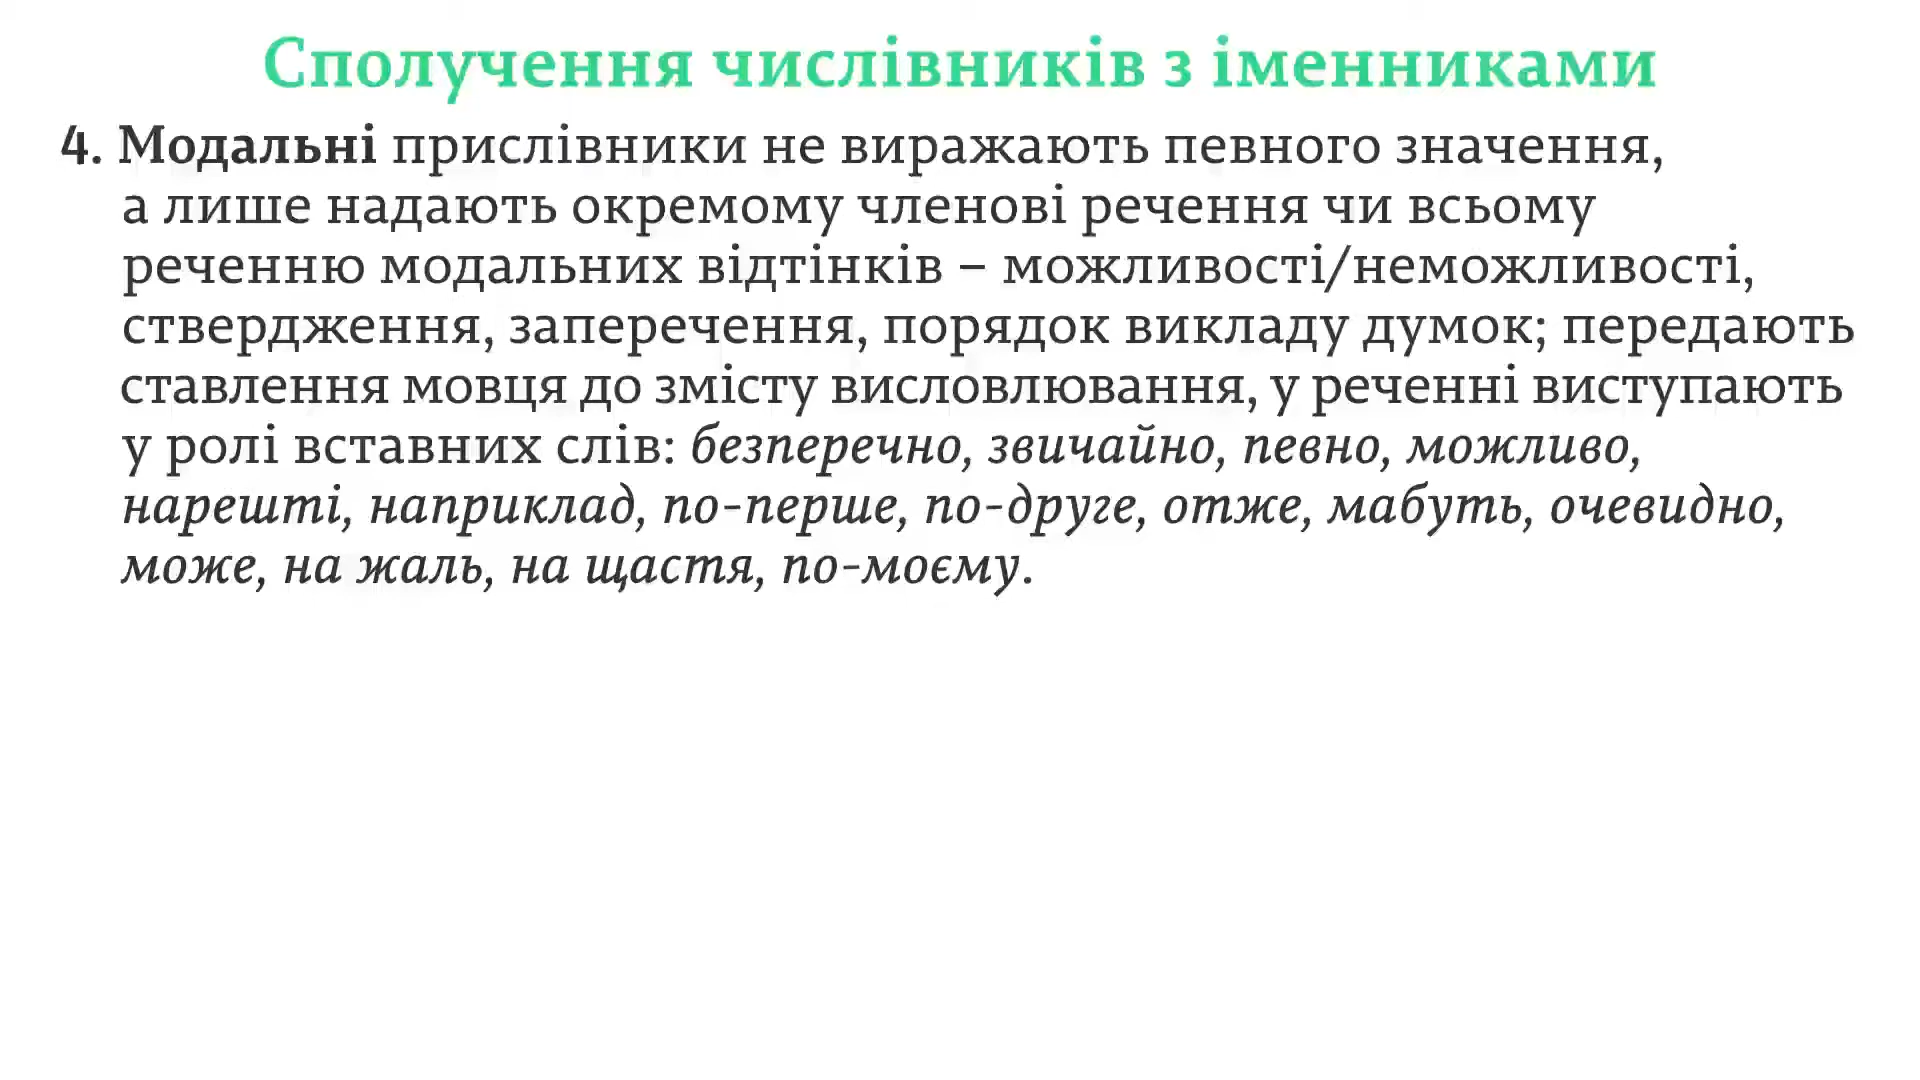 Сполучення числівників з іменниками
4. Модальні прислівники не виражають певного значення,
а лише надають окремому членові речення чи всьому
реченню модальних відтінків – можливості/неможливості,
ствердження, заперечення, порядок викладу думок; передають
ставлення мовця до змісту висловлювання, у реченні виступають
у ролі вставних слів: безперечно, звичайно, певно, можливо,
нарешті, наприклад, по-перше, по-друге, отже, мабуть, очевидно,
може, на жаль, на щастя, по-моєму.